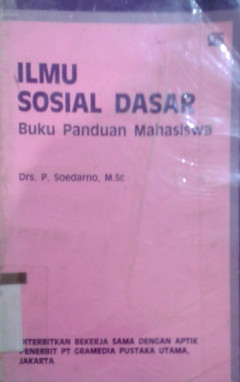 ILMU
SOSIAL DASAR
Buku Panduan Mahasiswa
Drs. P. Soedarno, M.Sc
DITERBITKAN BEKERJA SAMA DENGAN APTIK
PENERBIT PT GRAMEDIA PUSTAKA UTAMA,
JAKARTA